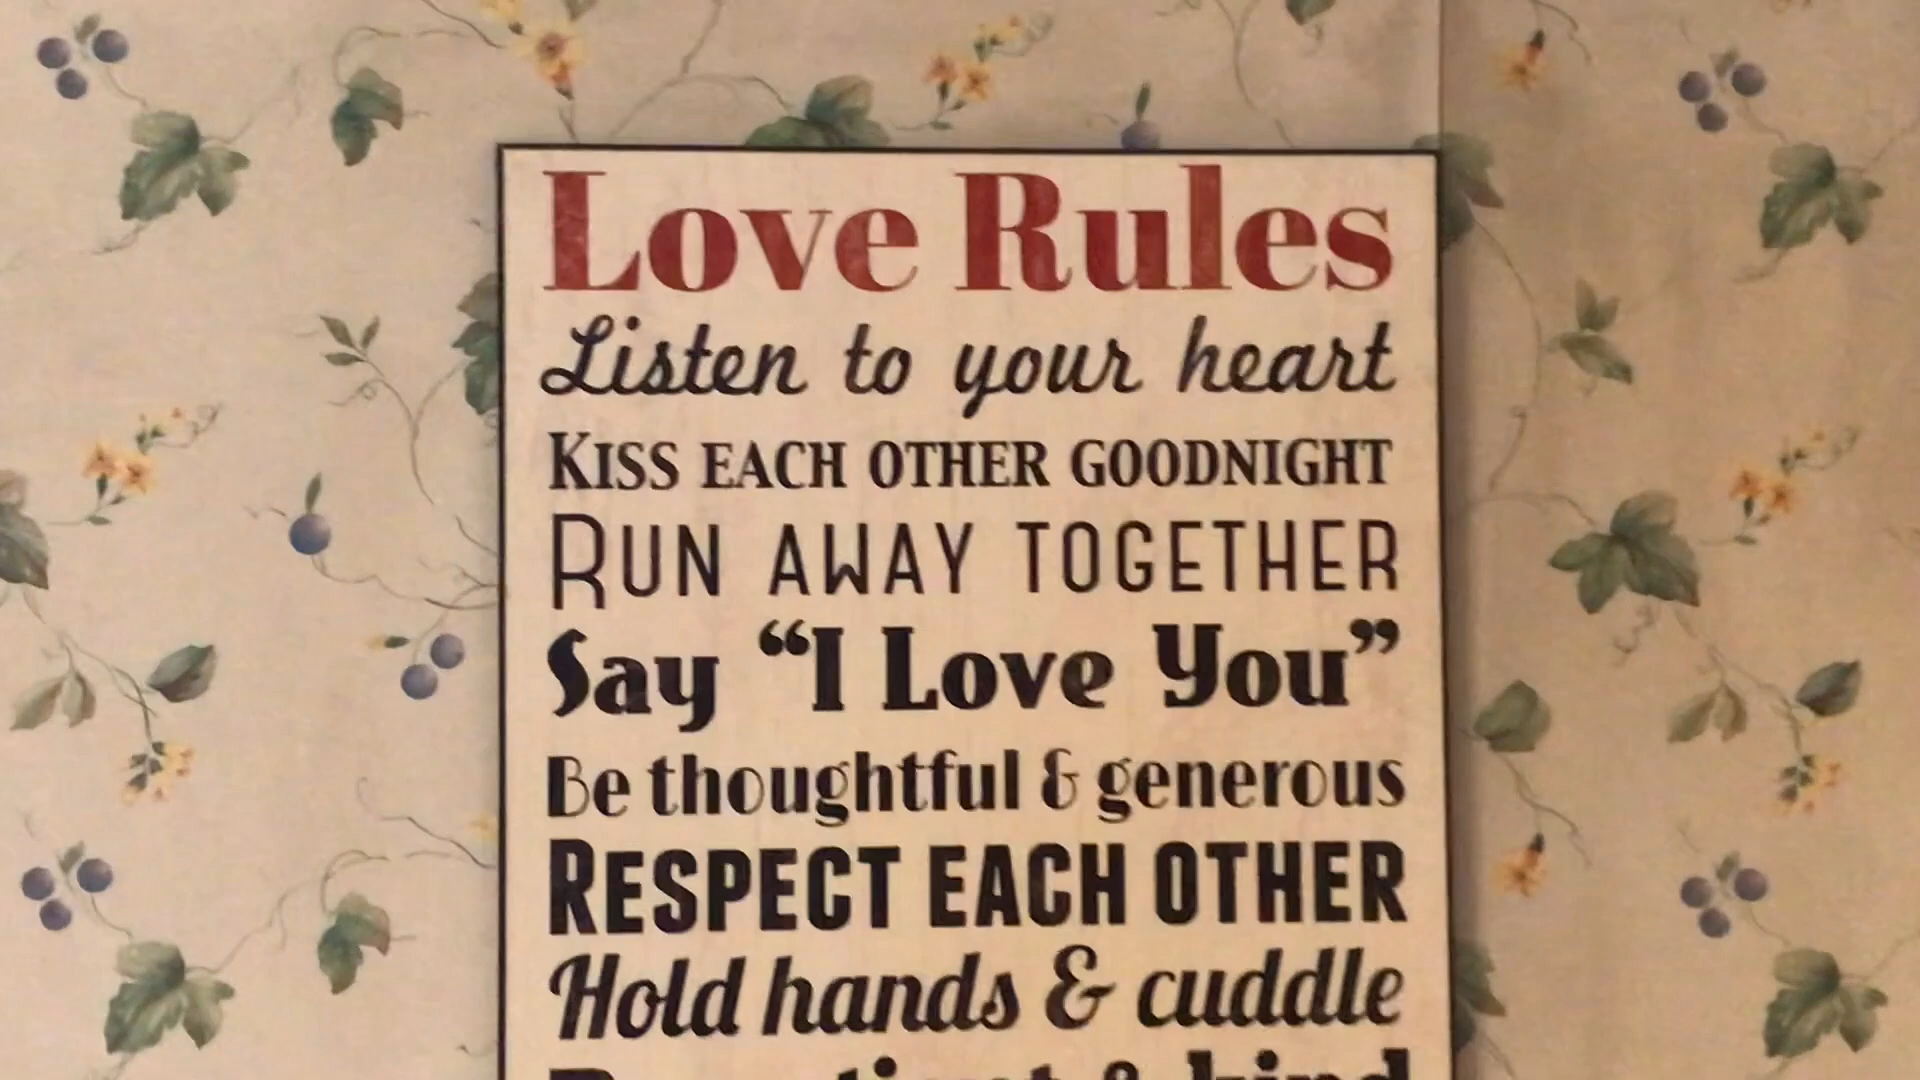 Love Rules
Listen to your heart
KISS EACH OTHER GOODNIGHT
RUN AWAY TOGETHER
Say “I Love You”
Be thoughtful & generous
RESPECT EACH OTHER
Hold hands & cuddle